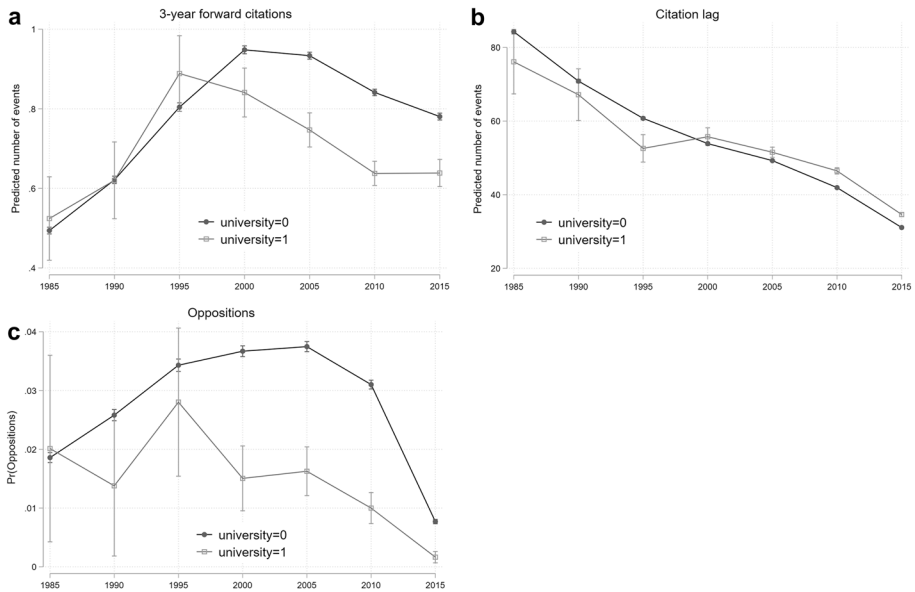 a
3-year forward citations
Predicted number of events
1
.8
.6
.4
university=0
university=1
1985 1990 1995 2000 2005 2010 2015
b
Citation lag
Predicted number of events
80
60
40
20
university=0
university=1
1985 1990 1995 2000 2005 2010 2015
c
Oppositions
Pr(Oppositions)
.04
.03
.02
.01
0
university=0
university=1
1985 1990 1995 2000 2005 2010 2015